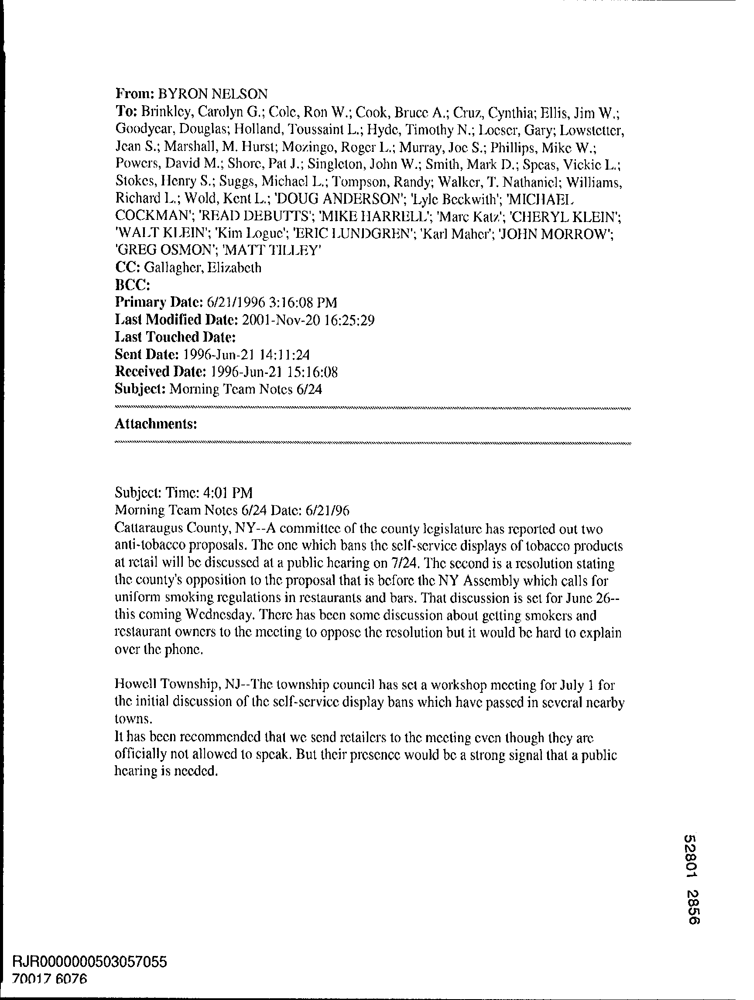 From: BYRON NELSON
To: Brinkley, Carolyn G.; Cole, Ron W.; Cook, Bruce A.; Cruz, Cynthia; Ellis, Jim W.;
Goodyear, Douglas; Holland, Toussaint L.; Hyde, Timothy N.; Loeser, Gary; Lowstetter,
Jean S.; Marshall, M. Hurst; Mozingo, Roger L.; Murray, Joe S.; Phillips, Mike W.;
Powers, David M.; Shore, Pat J.; Singleton, John W.; Smith, Mark D.; Speas, Vickie L.;
Stokes, Henry S.; Suggs, Michael L.; Tompson, Randy; Walker, T. Nathaniel; Williams,
Richard L.; Wold, Kent L.; 'DOUG ANDERSON'; 'Lyle Beckwith'; 'MICHAEL
COCKMAN'; 'READ DEBUTTS'; 'MIKE HARRELL'; 'Marc Katz'; 'CHERYL KLEIN';
'WALT KLEIN'; 'Kim Logue'; 'ERIC LUNDGREN'; 'Karl Maher'; 'JOHN MORROW';
'GREG OSMON'; 'MATT TILLEY'
CC: Gallagher, Elizabeth
BCC:
Primary Date: 6/21/1996 3:16:08 PM
Last Modified Date: 2001-Nov-20 16:25:29
Last Touched Date:
Sent Date: 1996-Jun-21 14:11:24
Received Date: 1996-Jun-21 15:16:08
Subject: Morning Team Notes 6/24
Attachments:
Subject: Time: 4:01 PM
Morning Team Notes 6/24 Date: 6/21/96
Cattaraugus County, NY--A committee of the county legislature has reported out two
anti-tobacco proposals. The one which bans the self-service displays of tobacco products
at retail will be discussed at a public hearing on 7/24. The second is a resolution stating
the county's opposition to the proposal that is before the NY Assembly which calls for
uniform smoking regulations in restaurants and bars. That discussion is set for June 26--
this coming Wednesday. There has been some discussion about getting smokers and
restaurant owners to the meeting to oppose the resolution but it would be hard to explain
over the phone.
Howell Township, NJ--The township council has set a workshop meeting for July 1 for
the initial discussion of the self-service display bans which have passed in several nearby
towns.
It has been recommended that we send retailers to the meeting even though they are
officially not allowed to speak. But their presence would be a strong signal that a public
hearing is needed.
52801 2856
RJR0000000503057055
70017 6076